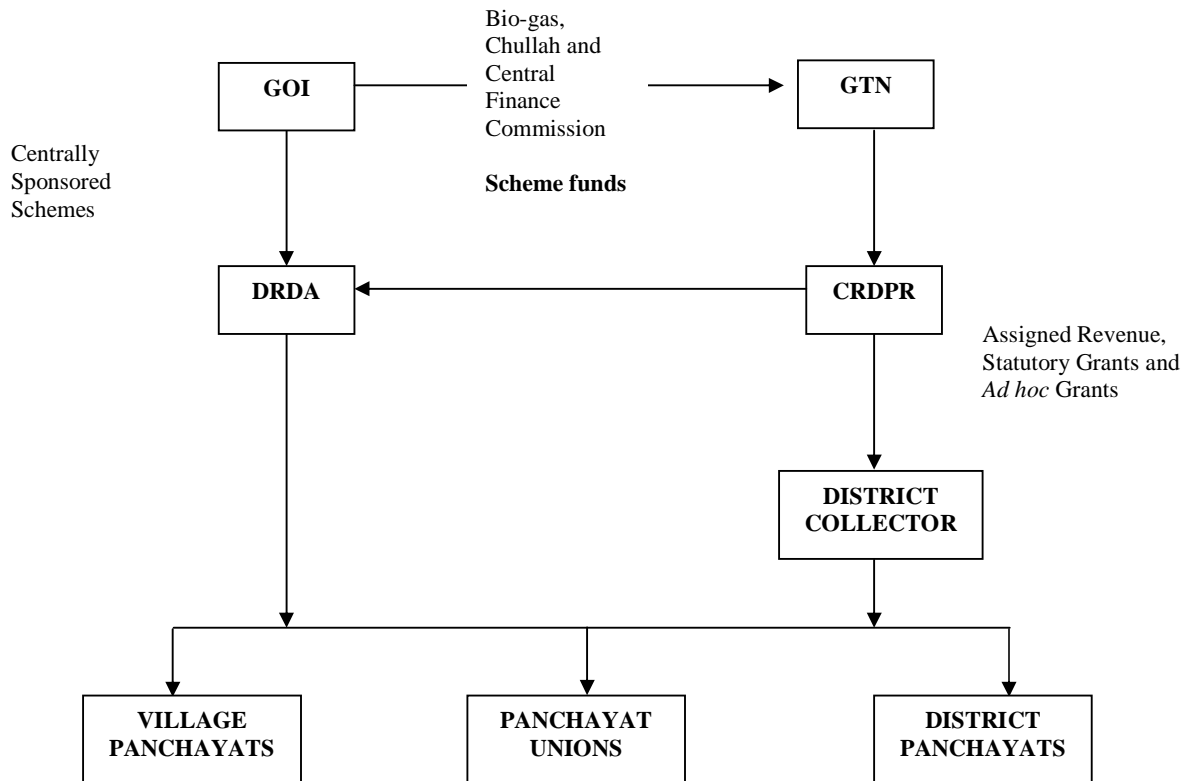 Bio-gas,
Chullah and
Central
Finance
Commission
GOI
GTN
Centrally
Sponsored
Schemes
Scheme funds
DRDA
CRDPR
Assigned Revenue,
Statutory Grants and
Ad hoc Grants
DISTRICT
COLLECTOR
VILLAGE
PANCHAYATS
PANCHAYAT
UNIONS
DISTRICT
PANCHAYATS